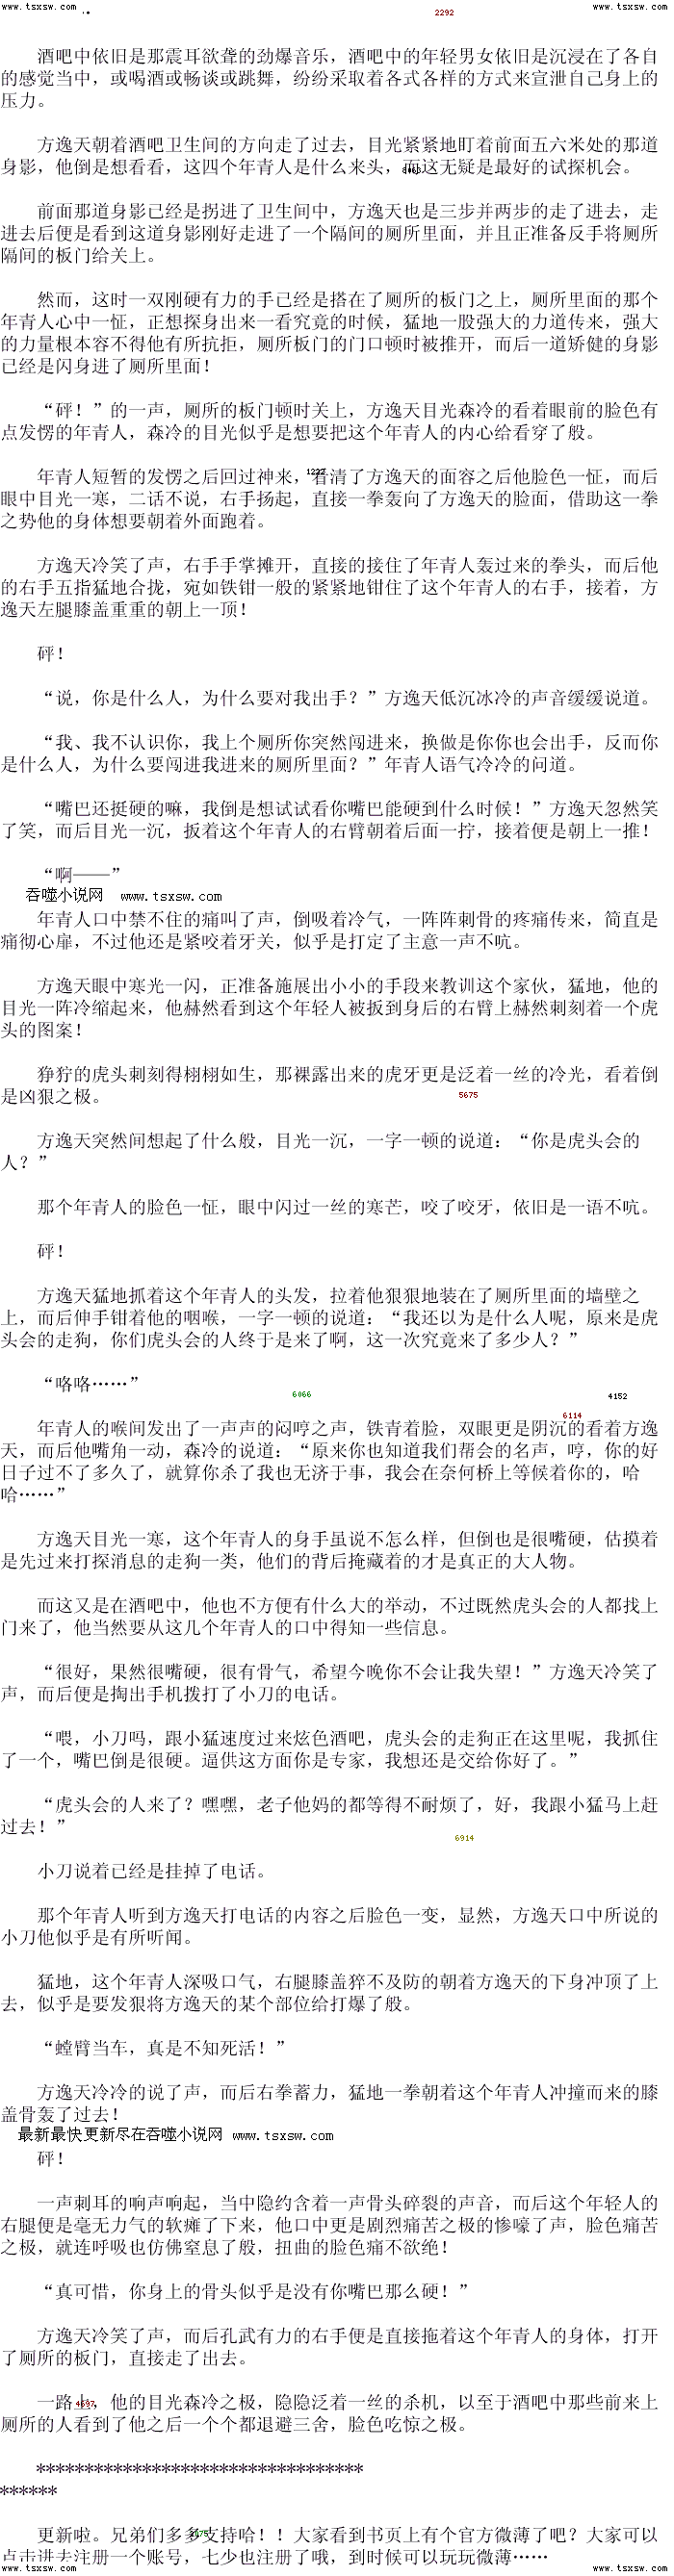 www.tsxsw.com 2292 www.tsxsw.com
酒吧中依旧是那震耳欲聋的劲爆音乐，酒吧中的年轻男女依旧是沉浸在了各自
的感觉当中，或喝酒或畅谈或跳舞，纷纷采取着各式各样的方式来宣泄自己身上的
压力。
方逸天朝着酒吧卫生间的方向走了过去，目光紧紧地盯着前面五六米处的那道
身影，他倒是想看看，这四个年青人是什么来头，而这无疑是最好的试探机会。
前面那道身影已经是拐进了卫生间中，方逸天也是三步并两步的走了进去，走
进去后便是看到这道身影刚好走进了一个隔间的厕所里面，并且正准备反手将厕所
隔间的板门给关上。
然而，这时一双刚硬有力的手已经是搭在了厕所的板门之上，厕所里面的那个
年青人心中一怔，正想探身出来一看究竟的时候，猛地一股强大的力道传来，强大
的力量根本容不得他有所抗拒，厕所板门的门口顿时被推开，而后一道矫健的身影
已经是闪身进了厕所里面！
“砰！”的一声，厕所的板门顿时关上，方逸天目光森冷的看着眼前的脸色有
点发愣的年青人，森冷的目光似乎是想要把这个年青人的内心给看穿了般。
年青人短暂的发愣之后回过神来，看清了方逸天的面容之后他脸色一怔，而后
眼中目光一寒，二话不说，右手扬起，直接一拳轰向了方逸天的脸面，借助这一拳
之势他的身体想要朝着外面跑着。
方逸天冷笑了声，右手手掌摊开，直接的接住了年青人轰过来的拳头，而后他
的右手五指猛地合拢，宛如铁钳一般的紧紧地钳住了这个年青人的右手，接着，方
逸天左腿膝盖重重的朝上一顶！
砰！
“说，你是什么人，为什么要对我出手？”方逸天低沉冰冷的声音缓缓说道。
“我、我不认识你，我上个厕所你突然闯进来，换做是你你也会出手，反而你
是什么人，为什么要闯进我进来的厕所里面？”年青人语气冷冷的问道。
“嘴巴还挺硬的嘛，我倒是想试试看你嘴巴能硬到什么时候！”方逸天忽然笑
了笑，而后目光一沉，扳着这个年青人的右臂朝着后面一拧，接着便是朝上一推！
“啊——”
吞噬小说网 www.tsxsw.com
年青人口中禁不住的痛叫了声，倒吸着冷气，一阵阵刺骨的疼痛传来，简直是
痛彻心扉，不过他还是紧咬着牙关，似乎是打定了主意一声不吭。
方逸天眼中寒光一闪，正准备施展出小小的手段来教训这个家伙，猛地，他的
目光一阵冷缩起来，他赫然看到这个年轻人被扳到身后的右臂上赫然刺刻着一个虎
头的图案！
狰狞的虎头刺刻得栩栩如生，那裸露出来的虎牙更是泛着一丝的冷光，看着倒
是凶狠之极。
5675
方逸天突然间想起了什么般，目光一沉，一字一顿的说道：“你是虎头会的
人？”
那个年青人的脸色一怔，眼中闪过一丝的寒芒，咬了咬牙，依旧是一语不吭。
砰！
方逸天猛地抓着这个年青人的头发，拉着他狠狠地装在了厕所里面的墙壁之
上，而后伸手钳着他的咽喉，一字一顿的说道：“我还以为是什么人呢，原来是虎
头会的走狗，你们虎头会的人终于是来了啊，这一次究竟来了多少人？”
“咯咯……”
6066 4152
6114
年青人的喉间发出了一声声的闷哼之声，铁青着脸，双眼更是阴沉的看着方逸
天，而后他嘴角一动，森冷的说道：“原来你也知道我们帮会的名声，哼，你的好
日子过不了多久了，就算你杀了我也无济于事，我会在奈何桥上等候着你的，哈
哈……”
方逸天目光一寒，这个年青人的身手虽说不怎么样，但倒也是很嘴硬，估摸着
是先过来打探消息的走狗一类，他们的背后掩藏着的才是真正的大人物。
而这又是在酒吧中，他也不方便有什么大的举动，不过既然虎头会的人都找上
门来了，他当然要从这几个年青人的口中得知一些信息。
“很好，果然很嘴硬，很有骨气，希望今晚你不会让我失望！”方逸天冷笑了
声，而后便是掏出手机拨打了小刀的电话。
“喂，小刀吗，跟小猛速度过来炫色酒吧，虎头会的走狗正在这里呢，我抓住
了一个，嘴巴倒是很硬。逼供这方面你是专家，我想还是交给你好了。”
“虎头会的人来了？嘿嘿，老子他妈的都等得不耐烦了，好，我跟小猛马上赶
过去！”
6914
小刀说着已经是挂掉了电话。
那个年青人听到方逸天打电话的内容之后脸色一变，显然，方逸天口中所说的
小刀他似乎是有所听闻。
猛地，这个年青人深吸口气，右腿膝盖猝不及防的朝着方逸天的下身冲顶了上
去，似乎是要发狠将方逸天的某个部位给打爆了般。
“螳臂当车，真是不知死活！”
方逸天冷冷的说了声，而后右拳蓄力，猛地一拳朝着这个年青人冲撞而来的膝
盖骨轰了过去！
最新最快更新尽在吞噬小说网 www.tsxsw.com
砰！
一声刺耳的响声响起，当中隐约含着一声骨头碎裂的声音，而后这个年轻人的
右腿便是毫无力气的软瘫了下来，他口中更是剧烈痛苦之极的惨嚎了声，脸色痛苦
之极，就连呼吸也仿佛窒息了般，扭曲的脸色痛不欲绝！
“真可惜，你身上的骨头似乎是没有你嘴巴那么硬！”
方逸天冷笑了声，而后孔武有力的右手便是直接拖着这个年青人的身体，打开
了厕所的板门，直接走了出去。
一路上，他的目光森冷之极，隐隐泛着一丝的杀机，以至于酒吧中那些前来上
厕所的人看到了他之后一个个都退避三舍，脸色吃惊之极。
**********************************
******
更新啦。兄弟们多多支持哈！！大家看到书页上有个官方微薄了吧？大家可以
点击进去注册一个账号，七少也注册了哦，到时候可以玩玩微薄……
www.tsxsw.com www.tsxsw.com